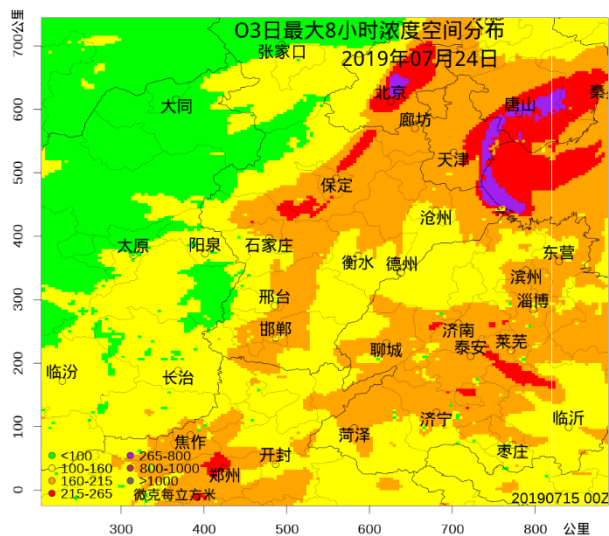 公里
O3日最大8小时浓度空间分布
2019年07月24日
700
600
500
400
300
200
100
0
张家口
大同
北京
唐山
廊坊
天津
保定
沧州
太原
阳泉
石家庄
衡水
德州
东营
滨州
淄博
邢台
邯郸
聊城
济南
泰安
莱芜
临汾
长治
济宁
临沂
菏泽
枣庄
焦作
开封
郑州
<100
100-160
160-215
215-265
265-800
800-1000
>1000
微克每立方米
20190715 00Z
300
400
500
600
700
800
公里